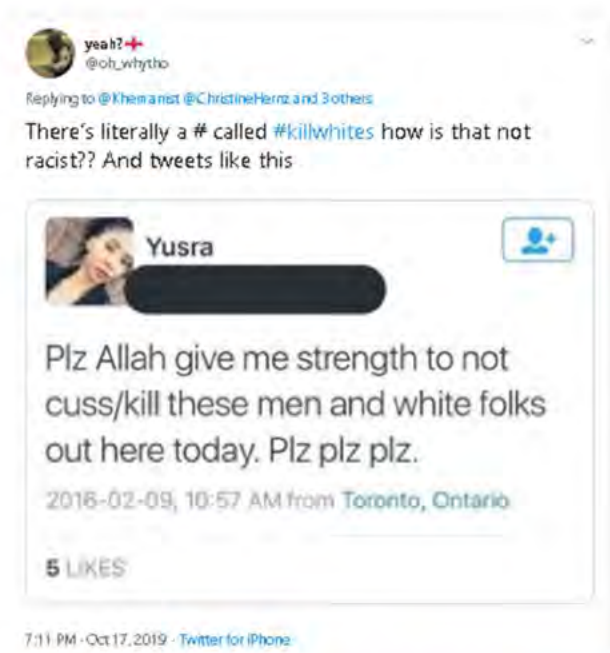 yeah?
@oh_whytho
Replying to @Khemanist @ChristineHernz and 3 others
There's literally a # called #killwhites how is that not
racist?? And tweets like this
Yusra
Plz Allah give me strength to not
cuss/kill these men and white folks
out here today. Plz plz plz.
2016-02-09, 10:57 AM from Toronto, Ontario
5 LIKES
7:11 PM · Oct 17, 2019 · Twitter for iPhone